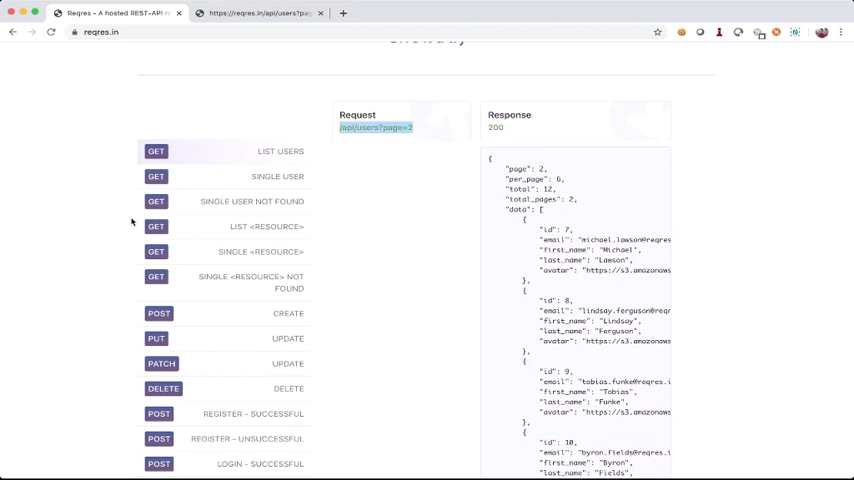 Reqres - A hosted REST-API r
https://reqres.in/api/users?pag
reqres.in
Request
/api/users?page=2
Response
200
GET LIST USERS
GET SINGLE USER
GET SINGLE USER NOT FOUND
GET LIST <RESOURCE>
GET SINGLE <RESOURCE>
GET SINGLE <RESOURCE> NOT
FOUND
POST CREATE
PUT UPDATE
PATCH UPDATE
DELETE DELETE
POST REGISTER - SUCCESSFUL
POST REGISTER - UNSUCCESSFUL
POST LOGIN - SUCCESSFUL
{
"page": 2,
"per_page": 6,
"total": 12,
"total_pages": 2,
"data": [
{
"id": 7,
"email": "michael.lawson@reqres
"first_name": "Michael",
"last_name": "Lawson",
"avatar": "https://s3.amazonaws
},
{
"id": 8,
"email": "lindsay.ferguson@reqr
"first_name": "Lindsay",
"last_name": "Ferguson",
"avatar": "https://s3.amazonaws
},
{
"id": 9,
"email": "tobias.funke@reqres.i
"first_name": "Tobias",
"last_name": "Funke",
"avatar": "https://s3.amazonaws
},
{
"id": 10,
"email": "byron.fields@reqres.i
"first_name": "Byron",
"last_name": "Fields",